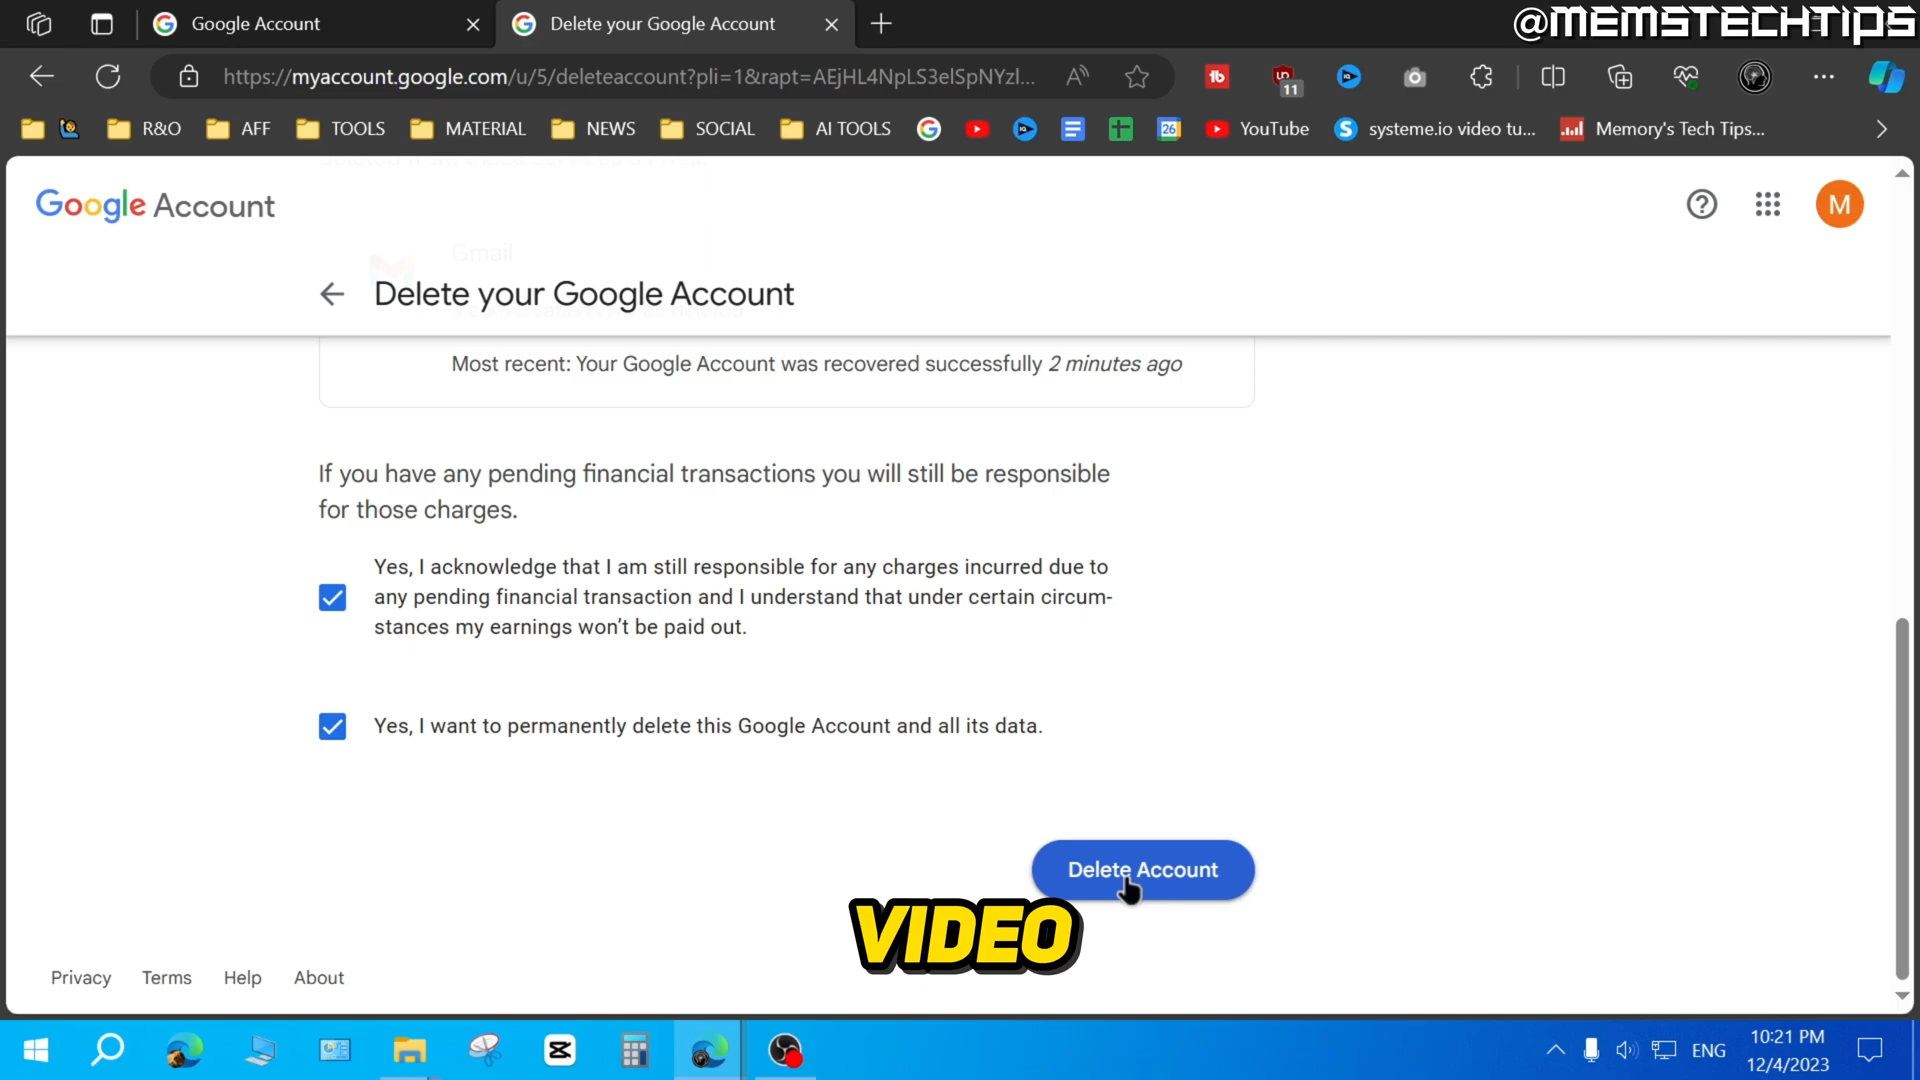 Google Account
Delete your Google Account
@MEMSTECHTIPS
https://myaccount.google.com/u/5/deleteaccount?pli=1&rapt=AEjHL4NpLS3elSpNYzl...
11
R&O
AFF
TOOLS
MATERIAL
NEWS
SOCIAL
AI TOOLS
26
YouTube
systeme.io video tu...
Memory's Tech Tips...
Google Account
M
Gmail
Delete your Google Account
Most recent: Your Google Account was recovered successfully 2 minutes ago
If you have any pending financial transactions you will still be responsible
for those charges.
Yes, I acknowledge that I am still responsible for any charges incurred due to
any pending financial transaction and I understand that under certain circum-
stances my earnings won't be paid out.
Yes, I want to permanently delete this Google Account and all its data.
Delete Account
VIDEO
Privacy
Terms
Help
About
ENG
10:21 PM
12/4/2023